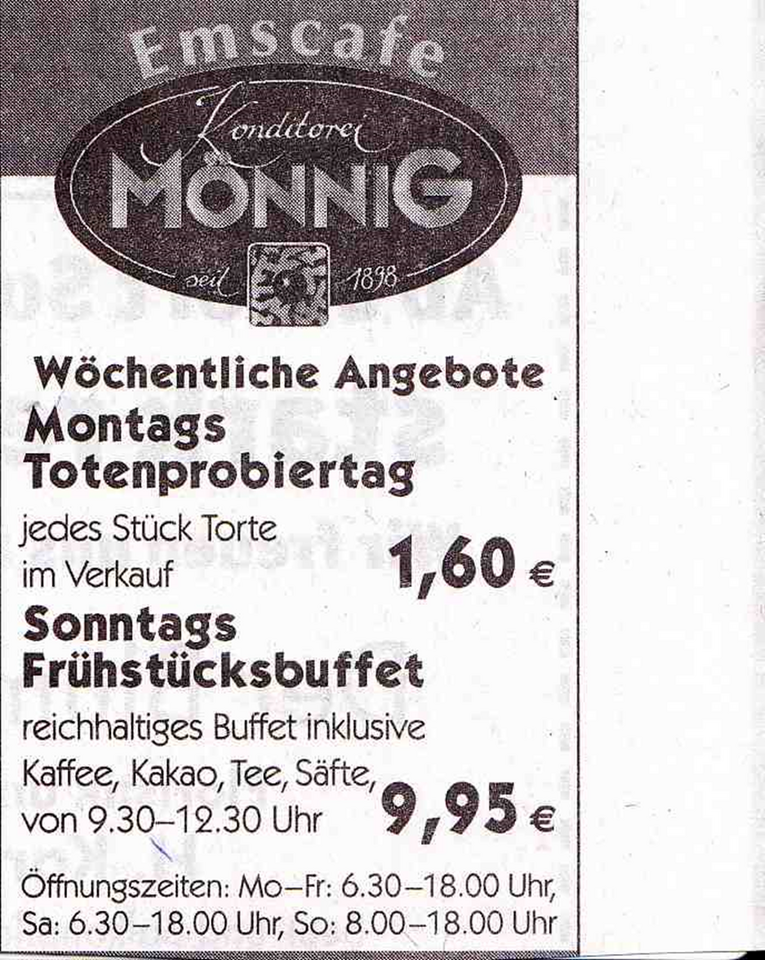 Emscafe
Konditorei
MÖNNIG
seit 1898
Wöchentliche Angebote
Montags
Totenprobiertag
jedes Stück Torte
im Verkauf 1,60 €
Sonntags
Frühstücksbuffet
reichhaltiges Buffet inklusive
Kaffee, Kakao, Tee, Säfte,
von 9.30–12.30 Uhr 9,95 €
Öffnungszeiten: Mo–Fr: 6.30–18.00 Uhr,
Sa: 6.30–18.00 Uhr, So: 8.00–18.00 Uhr